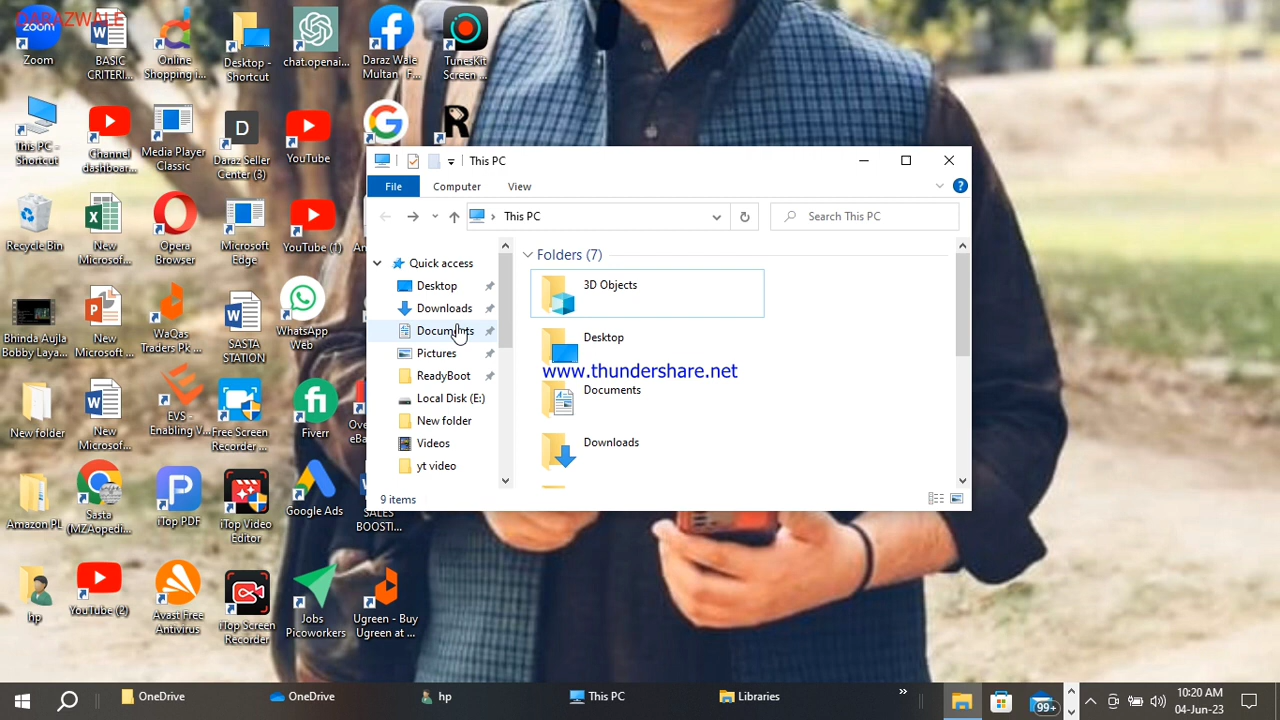 DARAZWALE
Zoom
BASIC
CRITERI...
Online
Shopping i...
Desktop -
Shortcut
chat.openai...
Daraz Wale
Multan - F...
TunesKit
Screen ...
This PC -
Shortcut
Channel
dashboar...
Media Player
Classic
D
Daraz Seller
Center (3)
YouTube
This PC
File
Computer
View
This PC
Search This PC
Recycle Bin
New
Microsof...
Opera
Browser
Microsoft
Edge
YouTube (1)
Quick access
Desktop
Downloads
Documents
Pictures
ReadyBoot
Local Disk (E:)
New folder
Videos
yt video
9 items
Folders (7)
3D Objects
Desktop
www.thundershare.net
Documents
Downloads
Bhinda Aujla
Bobby Laya...
New
Microsoft ...
WaQas
Traders Pk ...
SASTA
STATION
WhatsApp
Web
New folder
New
Microsof...
EVS -
Enabling V...
Free Screen
Recorder ...
fi
Fiverr
Amazon PL
Sasta
(MZAopedi...
iTop PDF
iTop Video
Editor
Google Ads
SALES
BOOSTI...
hp
YouTube (2)
Avast Free
Antivirus
iTop Screen
Recorder
Jobs
Picoworkers
Ugreen - Buy
Ugreen at ...
OneDrive
OneDrive
hp
This PC
Libraries
99+
10:20 AM
04-Jun-23